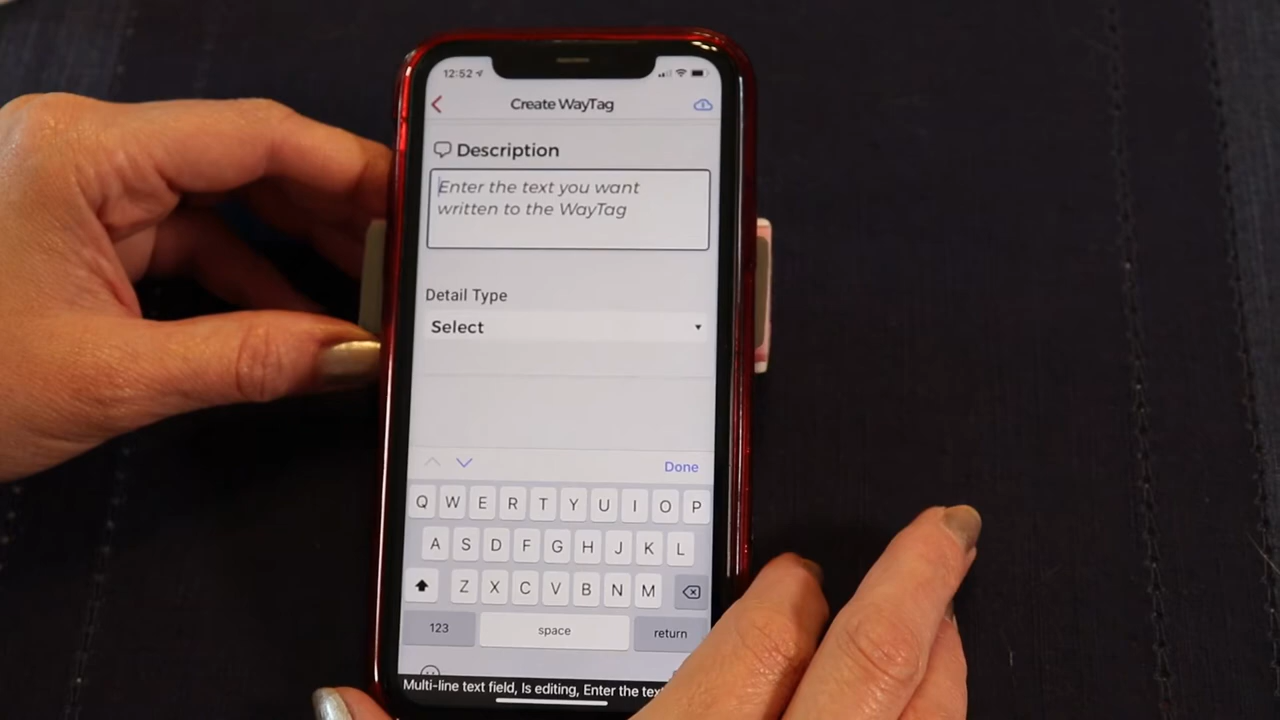 12:52
Create WayTag
Description
Enter the text you want
written to the WayTag
Detail Type
Select
Done
Q W E R T Y U I O P
A S D F G H J K L
Z X C V B N M
123 space return
Multi-line text field, Is editing, Enter the